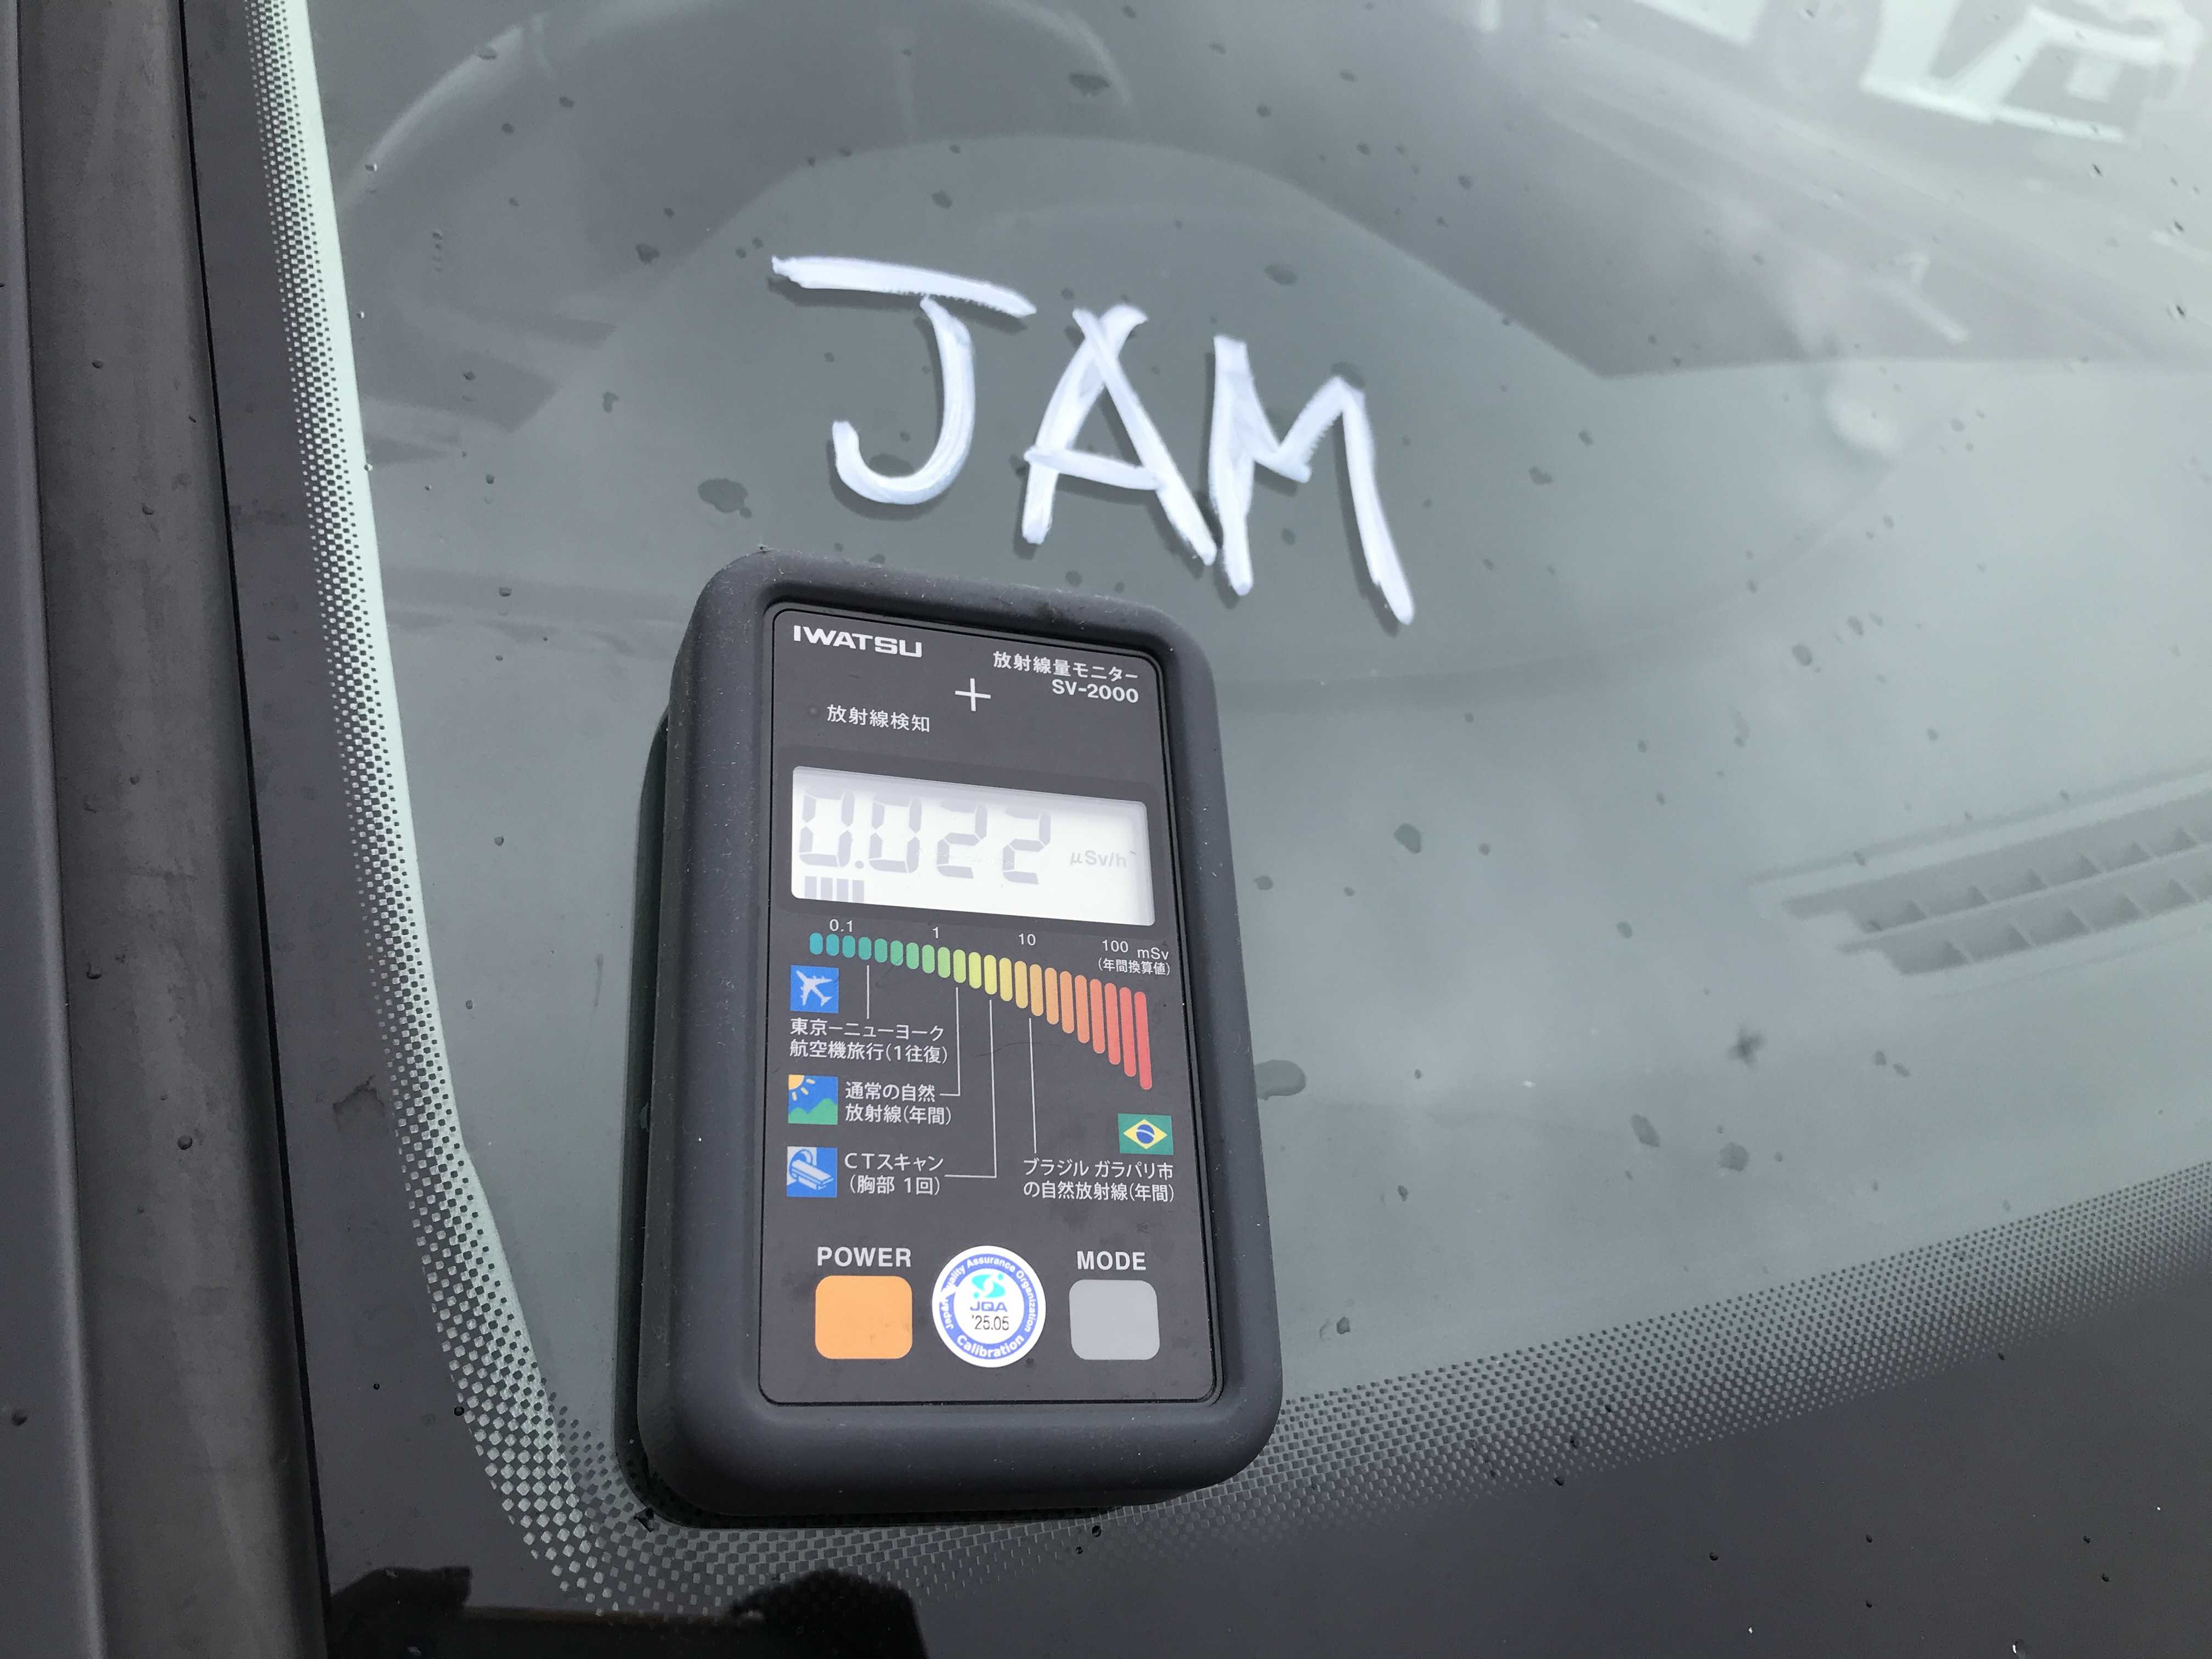 JAM
IWATSU
放射線量モニター
SV-2000
放射線検知
0.022 μSv/h
0.1 1 10 100 mSv
(年間換算値)
東京ーニューヨーク
航空機旅行(1往復)
通常の自然
放射線(年間)
CTスキャン
(胸部 1回)
ブラジル ガラパリ市
の自然放射線(年間)
POWER
MODE
Japan Quality Assurance Organization
JQA
'25.05
Calibration